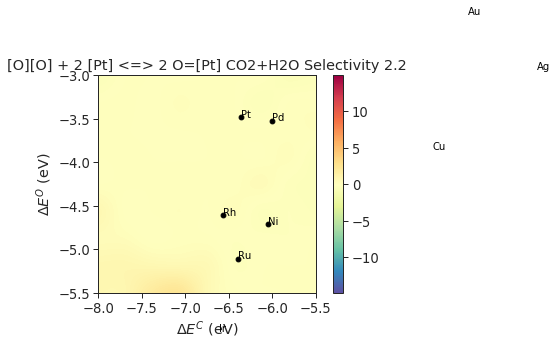 Au
Ag
[O][O] + 2 [Pt] <=> 2 O=[Pt] CO2+H2O Selectivity 2.2
−3.0
−3.5
−4.0
−4.5
−5.0
−5.5
ΔE^O (eV)
Pt
Pd
Rh
Ni
Ru
Cu
10
5
0
−5
−10
−8.0 −7.5 −7.0 −6.5 −6.0 −5.5
ΔE^C (eV)
Ir